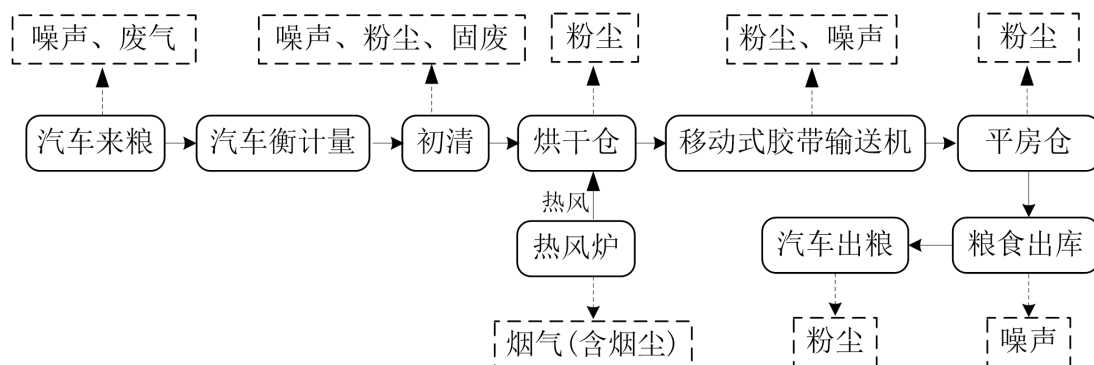 噪声、废气
噪声、粉尘、固废
粉尘
粉尘、噪声
粉尘
汽车来粮
汽车衡计量
初清
烘干仓
移动式胶带输送机
平房仓
热风
热风炉
汽车出粮
粮食出库
烟气(含烟尘)
粉尘
噪声